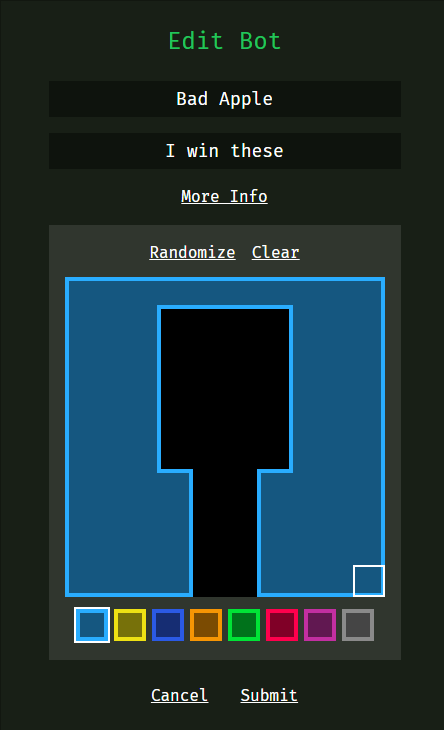 Edit Bot
Bad Apple
I win these
More Info
Randomize Clear
Cancel Submit